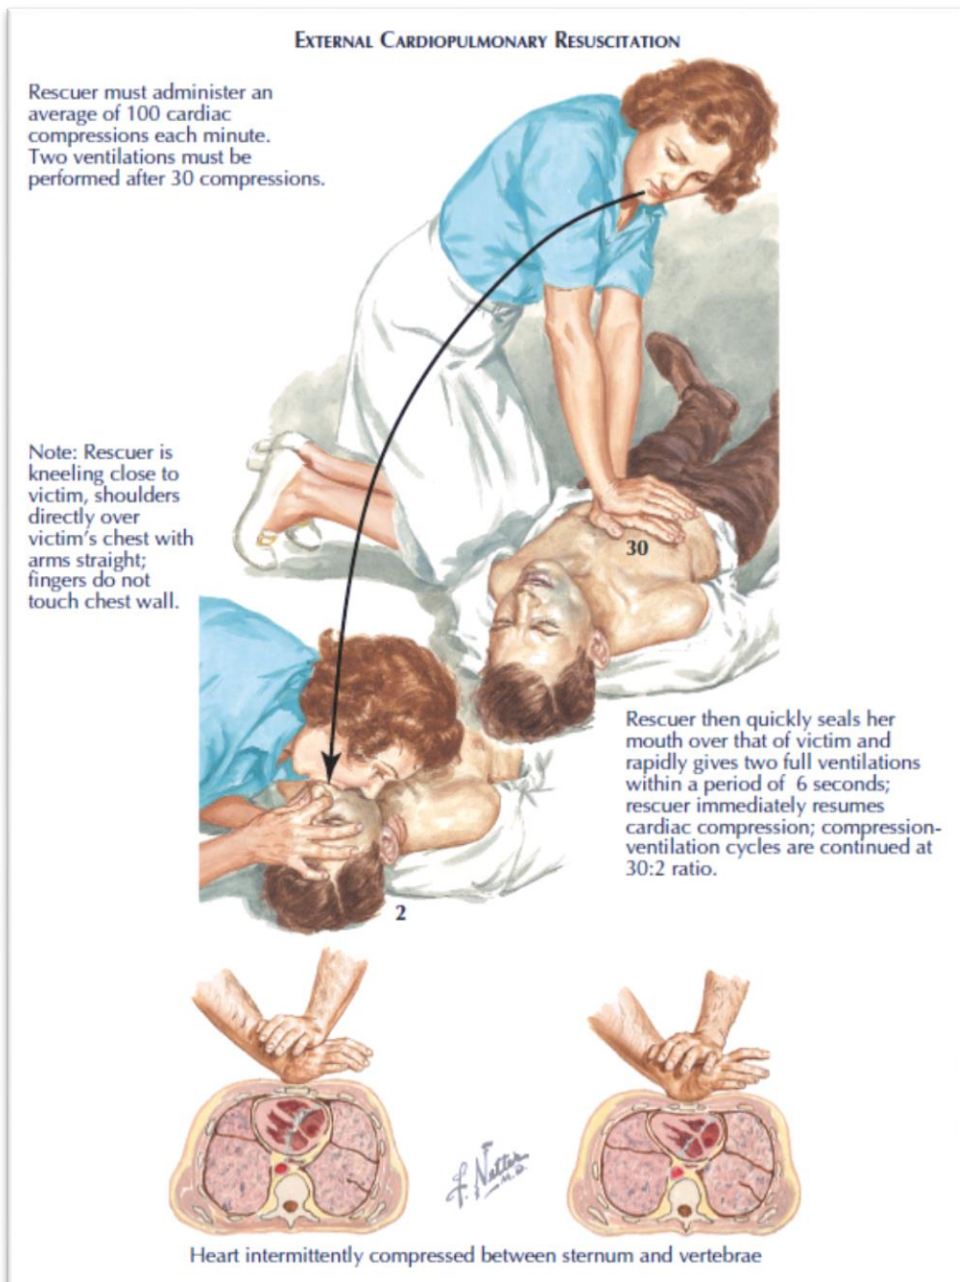 EXTERNAL CARDIOPULMONARY RESUSCITATION
Rescuer must administer an
average of 100 cardiac
compressions each minute.
Two ventilations must be
performed after 30 compressions.
Note: Rescuer is
kneeling close to
victim, shoulders
directly over
victim's chest with
arms straight;
fingers do not
touch chest wall.
30
Rescuer then quickly seals her
mouth over that of victim and
rapidly gives two full ventilations
within a period of 6 seconds;
rescuer immediately resumes
cardiac compression; compression-
ventilation cycles are continued at
30:2 ratio.
2
F. Netter
M.D.
Heart intermittently compressed between sternum and vertebrae